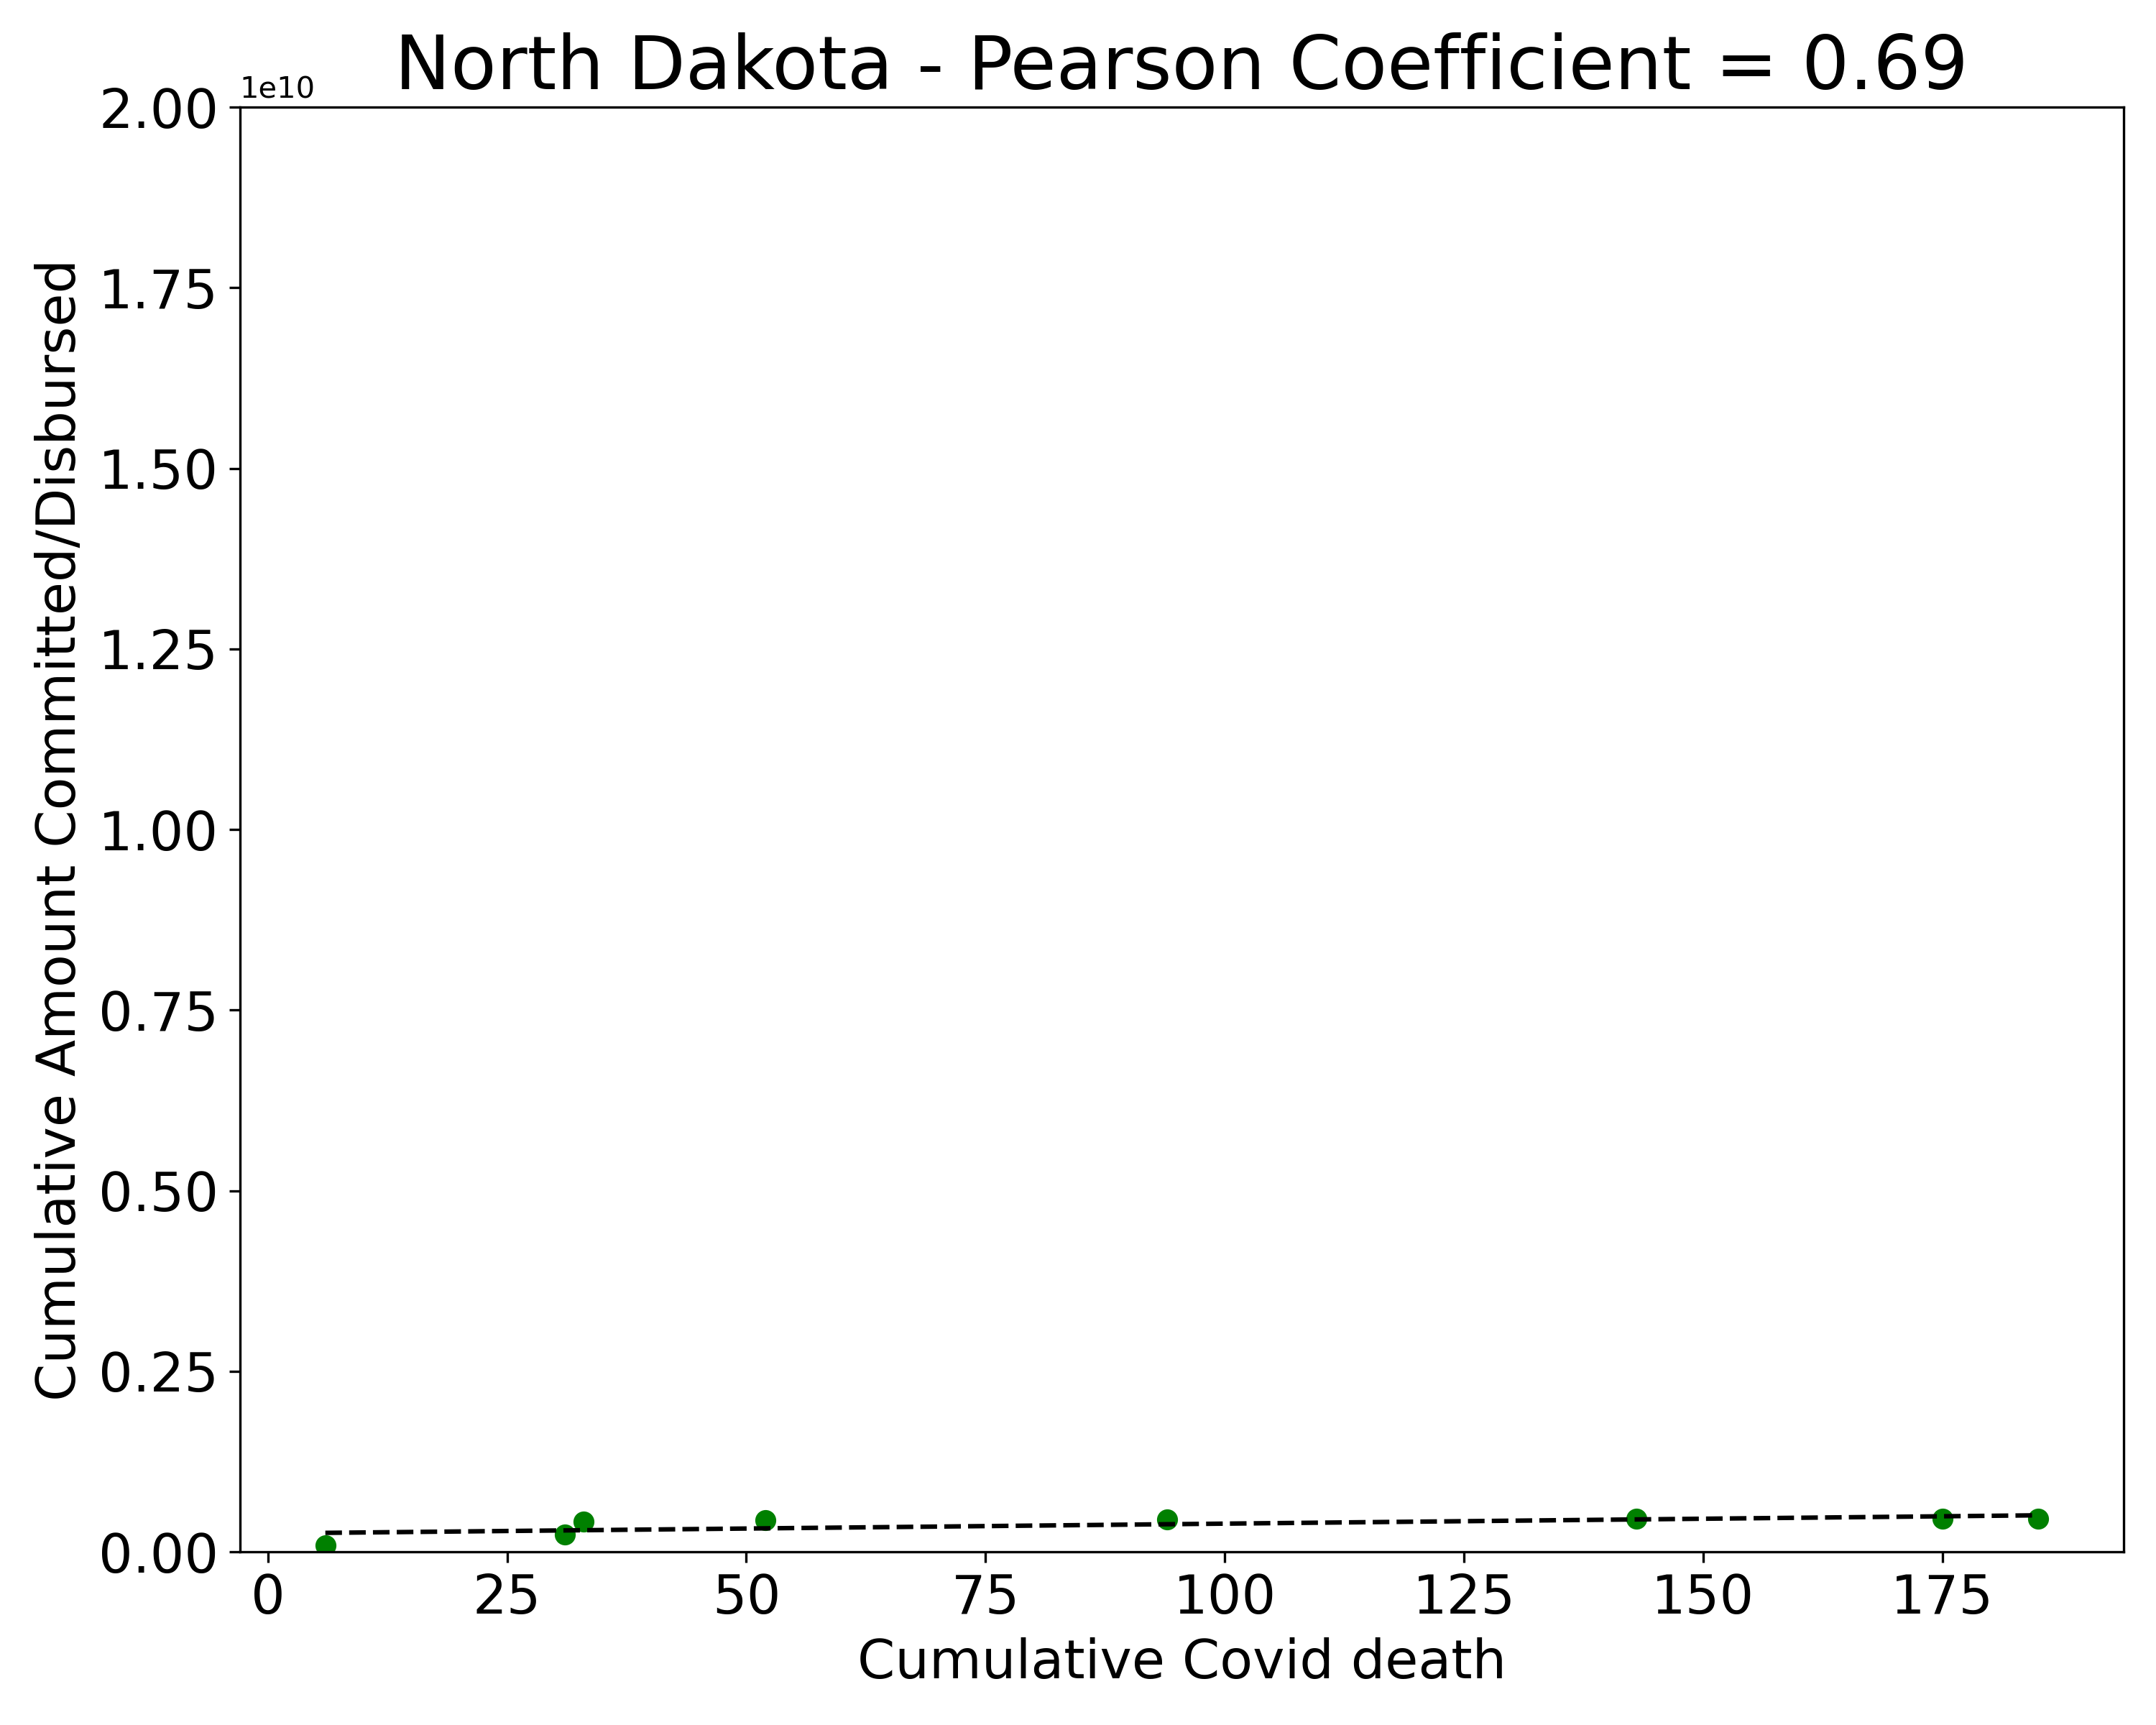 North Dakota - Pearson Coefficient = 0.69
1e10
2.00
1.75
1.50
1.25
1.00
0.75
0.50
0.25
0.00
Cumulative Amount Committed/Disbursed
0 25 50 75 100 125 150 175
Cumulative Covid death